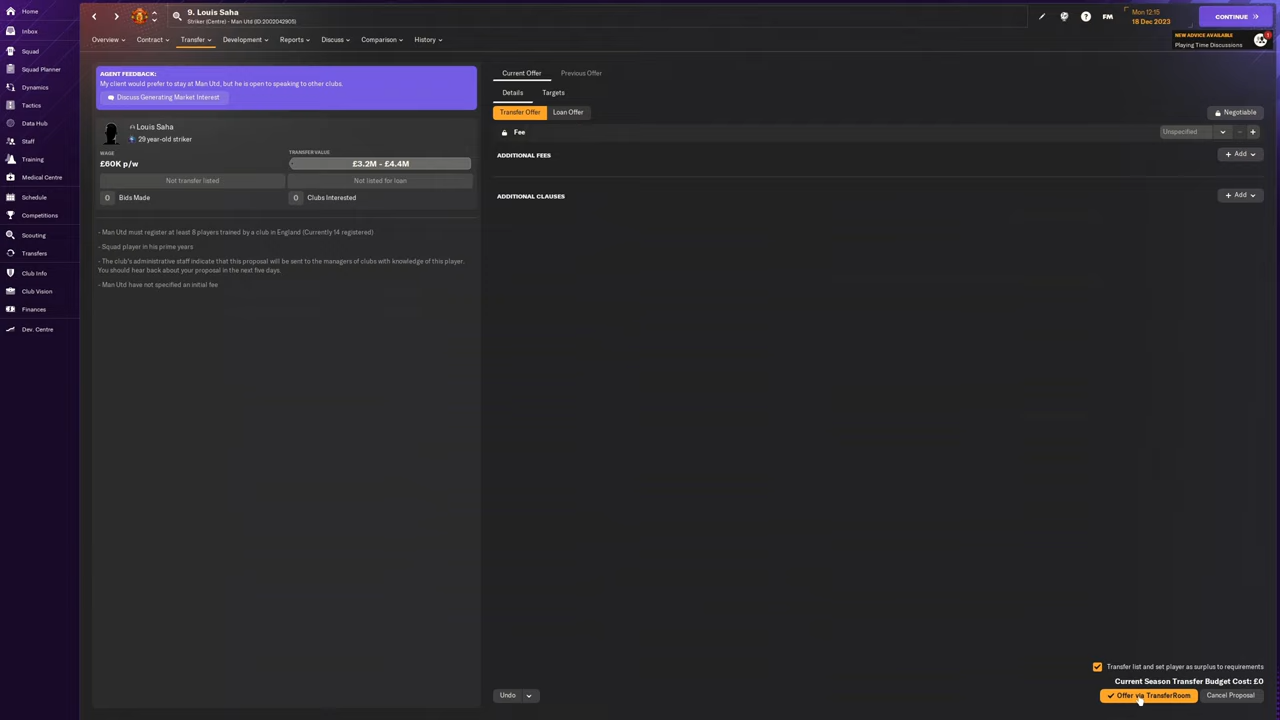 Home
Inbox
Squad
Squad Planner
Dynamics
Tactics
Data Hub
Staff
Training
Medical Centre
Schedule
Competitions
Scouting
Transfers
Club Info
Club Vision
Finances
Dev. Centre
9. Louis Saha
Striker (Centre) - Man Utd (ID:2002042905)
FM
Mon 12:15
18 Dec 2023
CONTINUE
NEW ADVICE AVAILABLE
Playing Time Discussions
1
Overview
Contract
Transfer
Development
Reports
Discuss
Comparison
History
AGENT FEEDBACK:
My client would prefer to stay at Man Utd, but he is open to speaking to other clubs.
Discuss Generating Market Interest
Louis Saha
29 year-old striker
WAGE
£60K p/w
TRANSFER VALUE
£3.2M - £4.4M
Not transfer listed
Not listed for loan
0 Bids Made
0 Clubs Interested
- Man Utd must register at least 8 players trained by a club in England (Currently 14 registered)
- Squad player in his prime years
- The club's administrative staff indicate that this proposal will be sent to the managers of clubs with knowledge of this player.
You should hear back about your proposal in the next five days.
- Man Utd have not specified an initial fee
Current Offer
Previous Offer
Details
Targets
Transfer Offer
Loan Offer
Negotiable
Fee
Unspecified
ADDITIONAL FEES
+ Add
ADDITIONAL CLAUSES
+ Add
Transfer list and set player as surplus to requirements
Current Season Transfer Budget Cost: £0
Undo
Offer via TransferRoom
Cancel Proposal